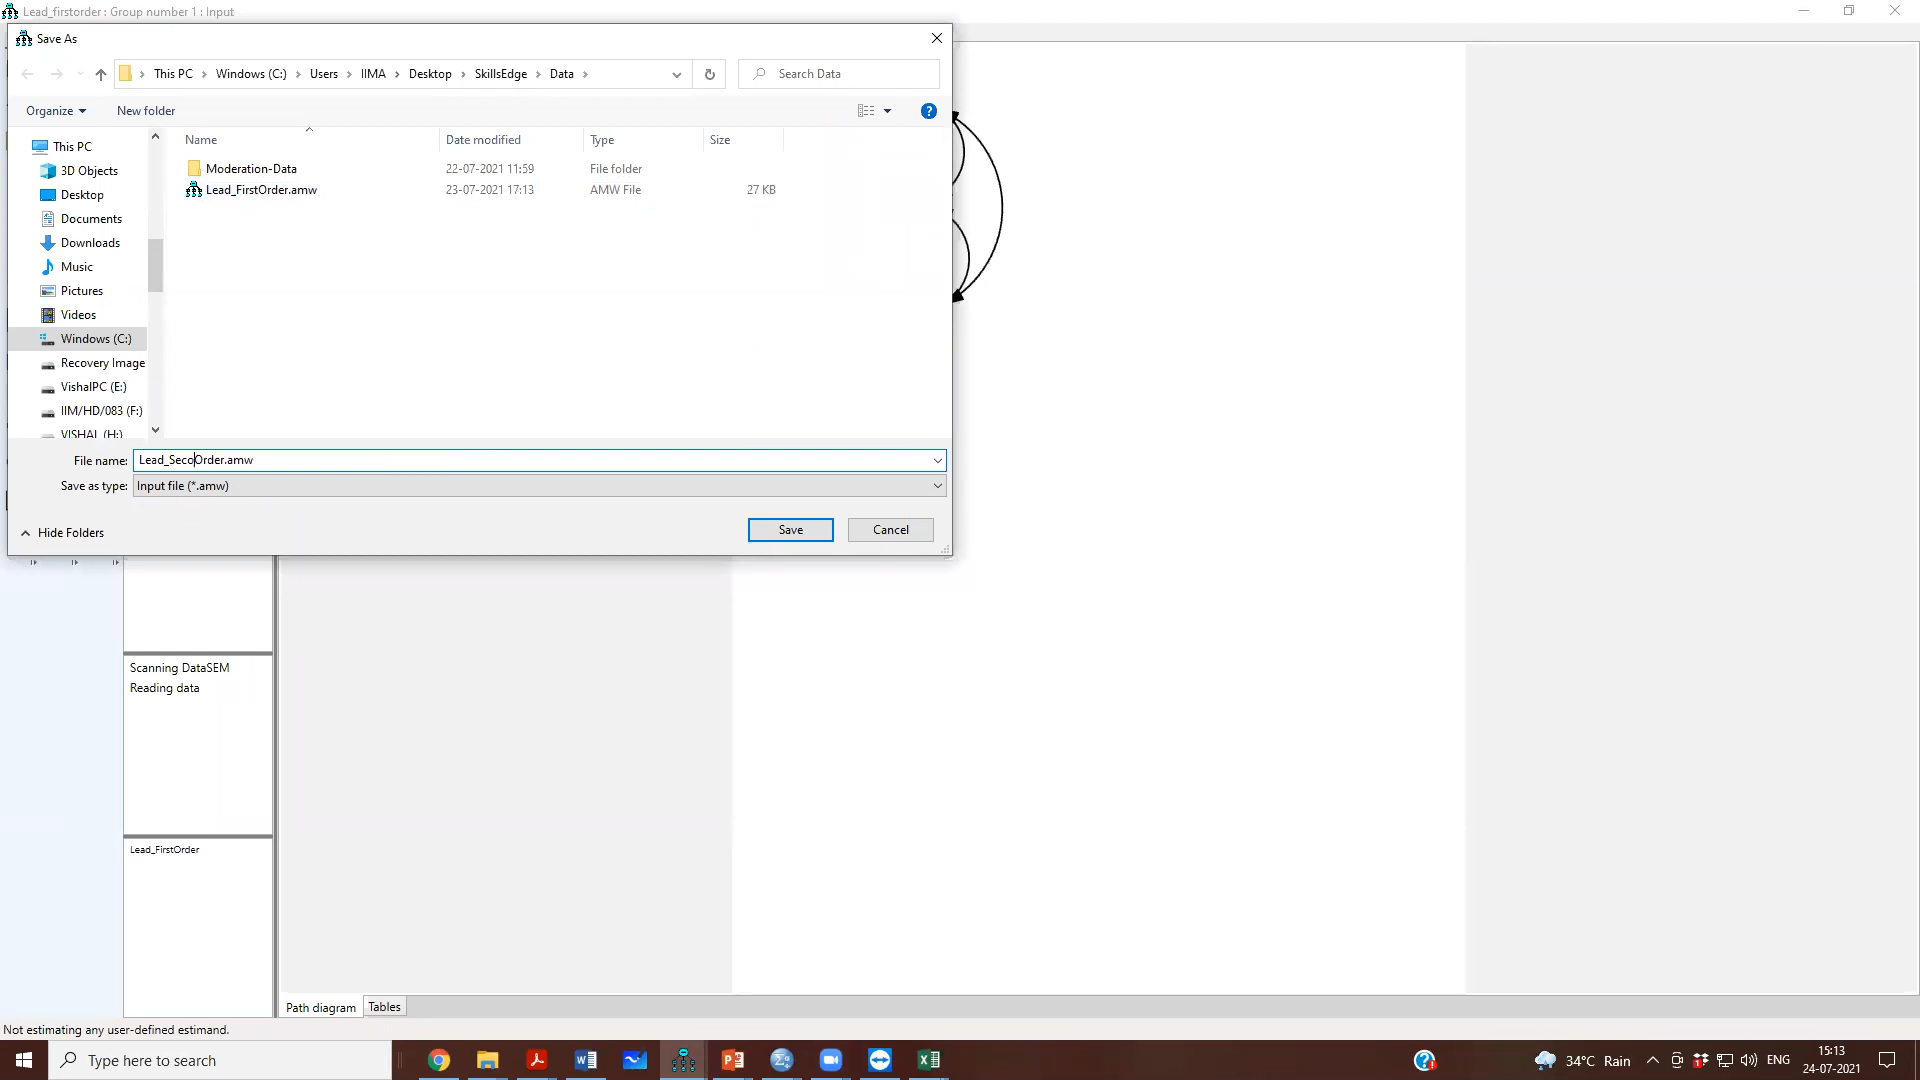 Lead_firstorder : Group number 1 : Input
Save As
This PC > Windows (C:) > Users > IIMA > Desktop > SkillsEdge > Data >
Search Data
Organize
New folder
This PC
3D Objects
Desktop
Documents
Downloads
Music
Pictures
Videos
Windows (C:)
Recovery Image
VishalPC (E:)
IIM/HD/083 (F:)
VISHAL (H:)
Name Date modified Type Size
Moderation-Data 22-07-2021 11:59 File folder
Lead_FirstOrder.amw 23-07-2021 17:13 AMW File 27 KB
File name: Lead_SecoOrder.amw
Save as type: Input file (*.amw)
Hide Folders
Save
Cancel
Scanning DataSEM
Reading data
Lead_FirstOrder
Path diagram
Tables
Not estimating any user-defined estimand.
Type here to search
34°C Rain
ENG
15:13
24-07-2021